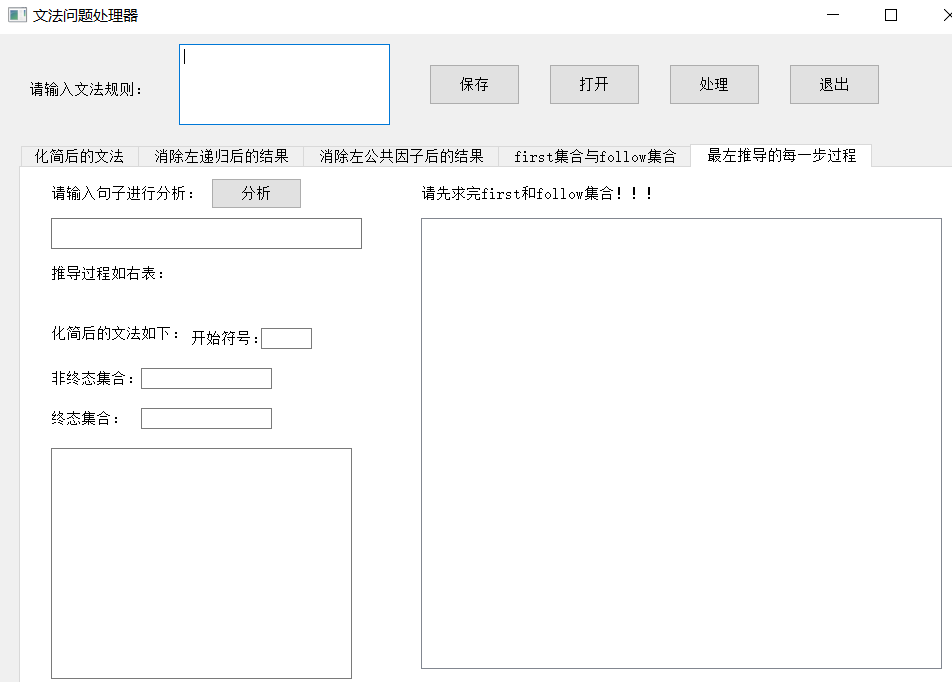 文法问题处理器
请输入文法规则：
保存
打开
处理
退出
化简后的文法
消除左递归后的结果
消除左公共因子后的结果
first集合与follow集合
最左推导的每一步过程
请输入句子进行分析：
分析
请先求完first和follow集合！！！
推导过程如右表：
化简后的文法如下：
开始符号：
非终态集合：
终态集合：